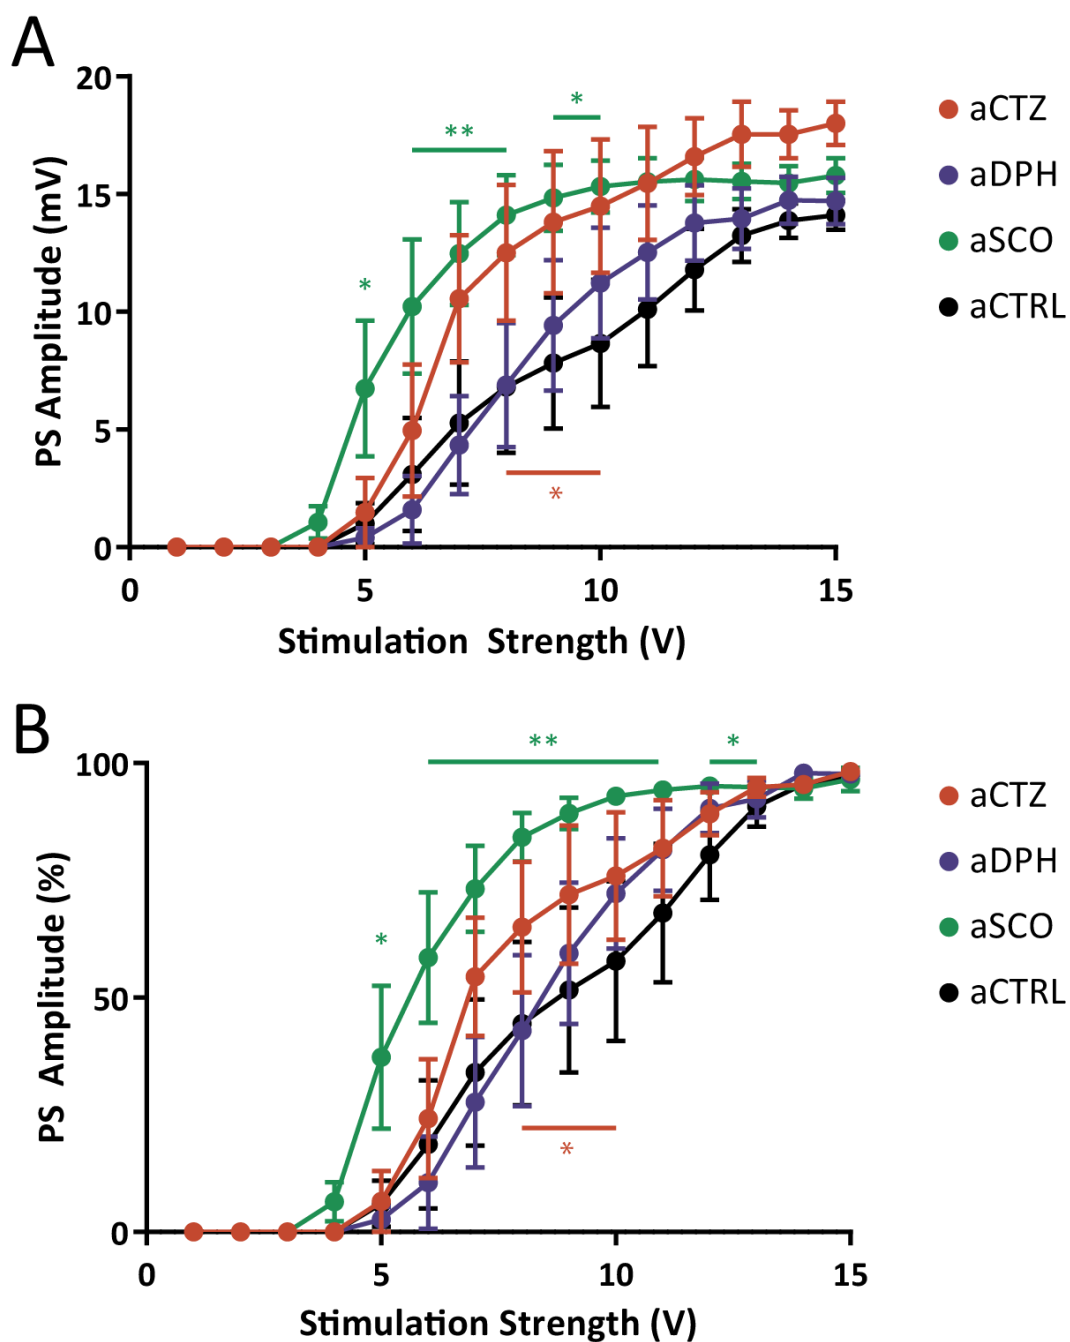 A
20
15
10
5
0
PS Amplitude (mV)
*
**
*
*
0 5 10 15
Stimulation Strength (V)
aCTZ
aDPH
aSCO
aCTRL
B
100
50
0
PS Amplitude (%)
*
**
*
*
0 5 10 15
Stimulation Strength (V)
aCTZ
aDPH
aSCO
aCTRL